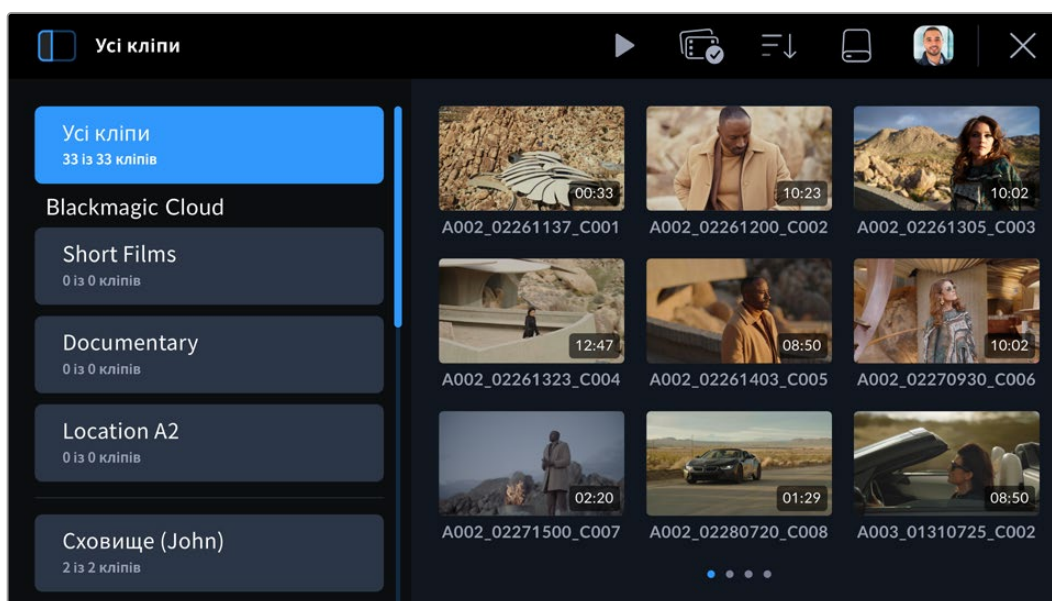 Усі кліпи
Усі кліпи
33 із 33 кліпів
Blackmagic Cloud
Short Films
0 із 0 кліпів
Documentary
0 із 0 кліпів
Location A2
0 із 0 кліпів
Сховище (John)
2 із 2 кліпів
00:33
10:23
10:02
A002_02261137_C001
A002_02261200_C002
A002_02261305_C003
12:47
08:50
10:02
A002_02261323_C004
A002_02261403_C005
A002_02270930_C006
02:20
01:29
08:50
A002_02271500_C007
A002_02280720_C008
A003_01310725_C002